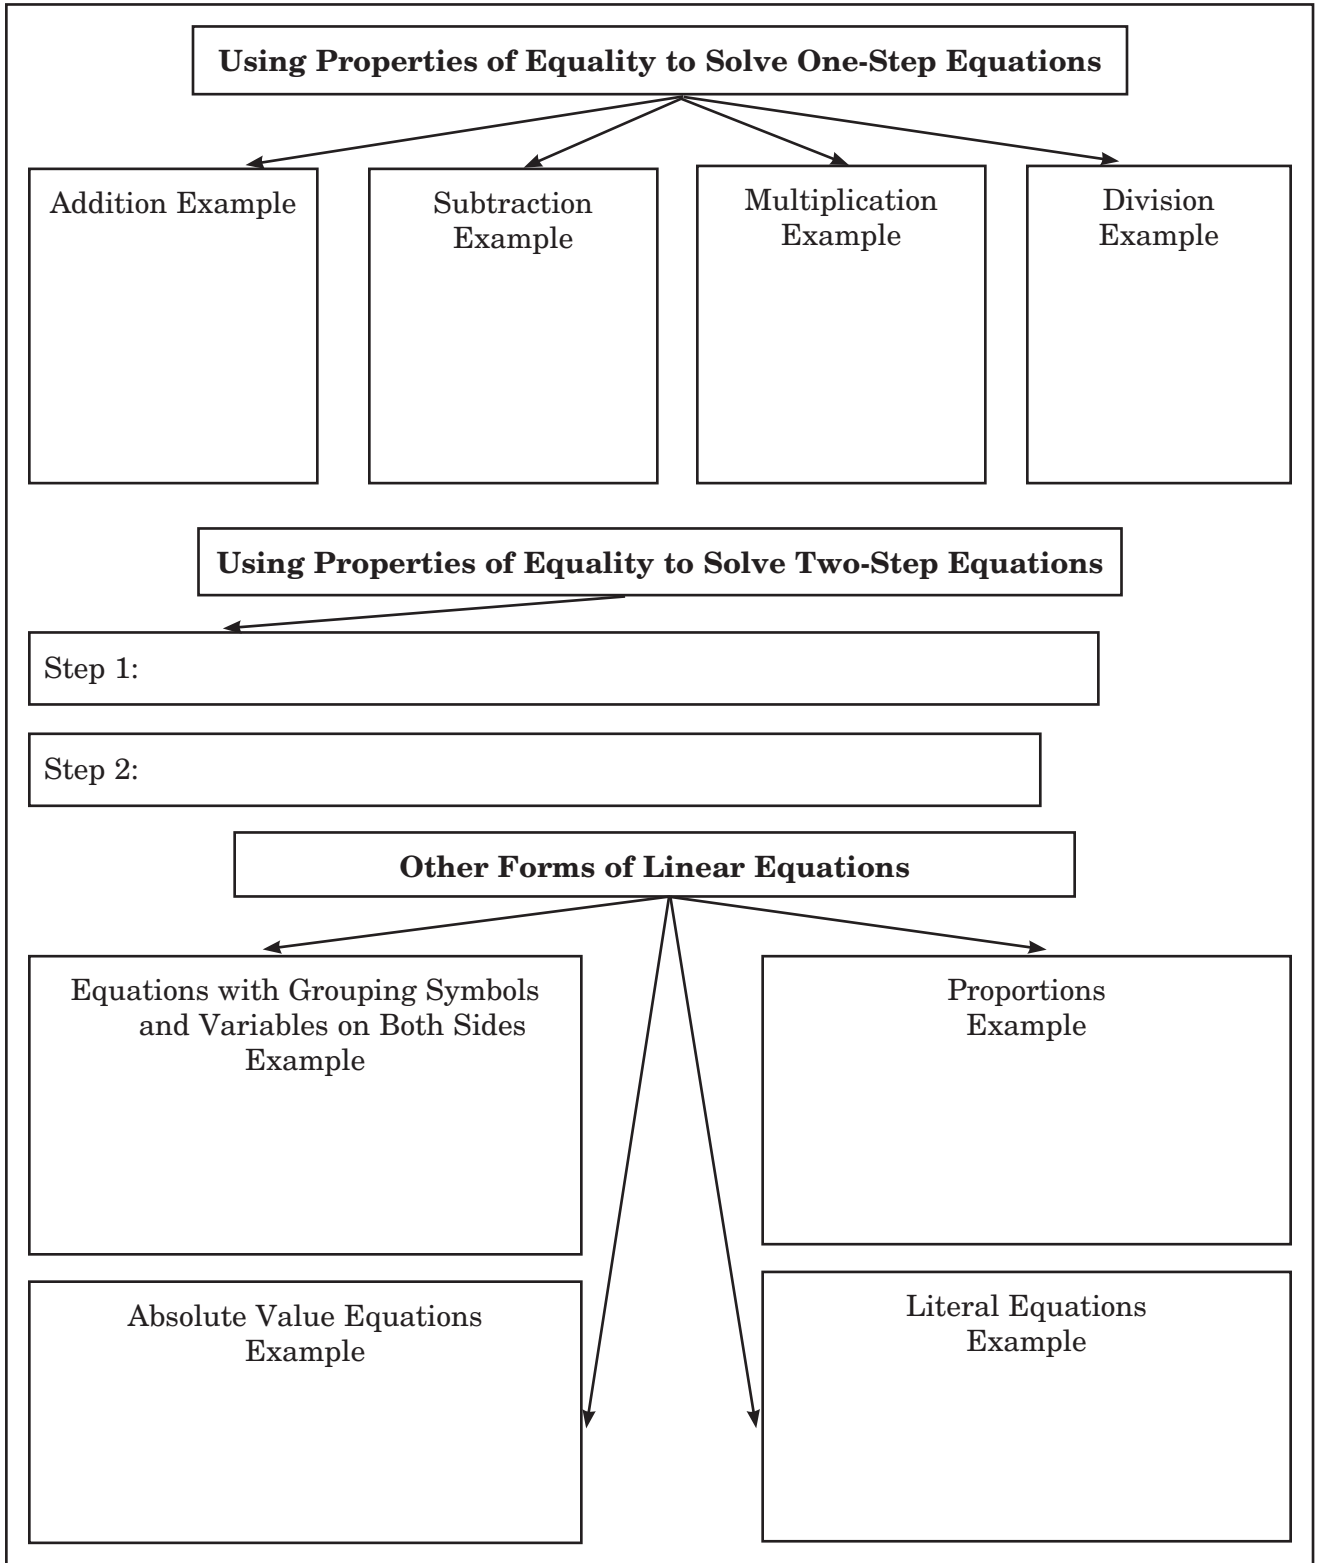 Using Properties of Equality to Solve One-Step Equations
Addition Example
Subtraction
Example
Multiplication
Example
Division
Example
Using Properties of Equality to Solve Two-Step Equations
Step 1:
Step 2:
Other Forms of Linear Equations
Equations with Grouping Symbols
and Variables on Both Sides
Example
Proportions
Example
Absolute Value Equations
Example
Literal Equations
Example